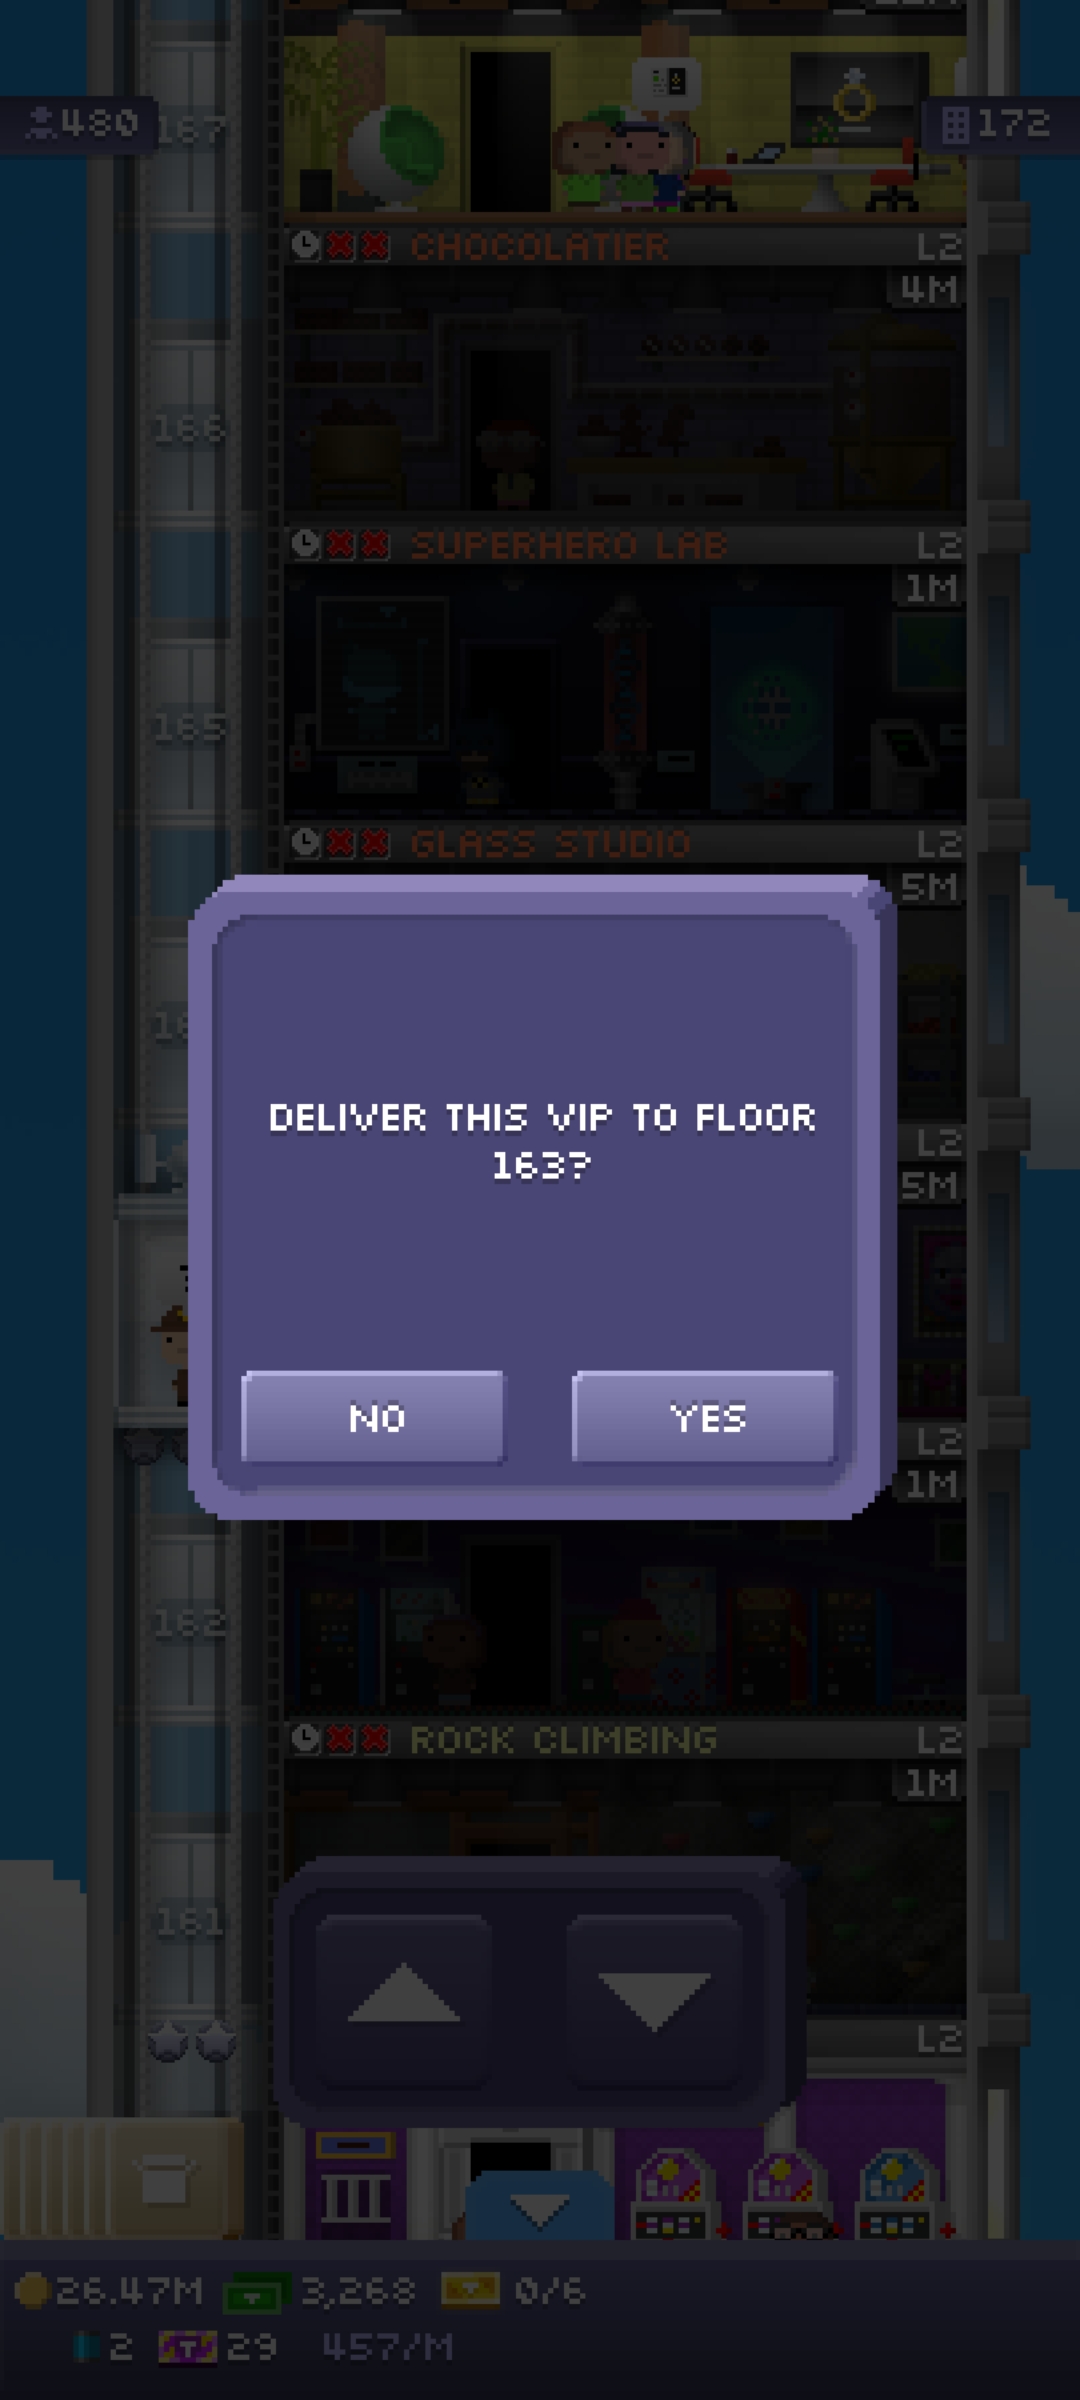 480
167
172
CHOCOLATIER
L2
4M
166
SUPERHERO LAB
L2
1M
165
GLASS STUDIO
L2
5M
L2
5M
DELIVER THIS VIP TO FLOOR
163?
NO
YES
L2
1M
162
ROCK CLIMBING
L2
1M
161
L2
26.47M
3,268
0/6
2
29
457/M